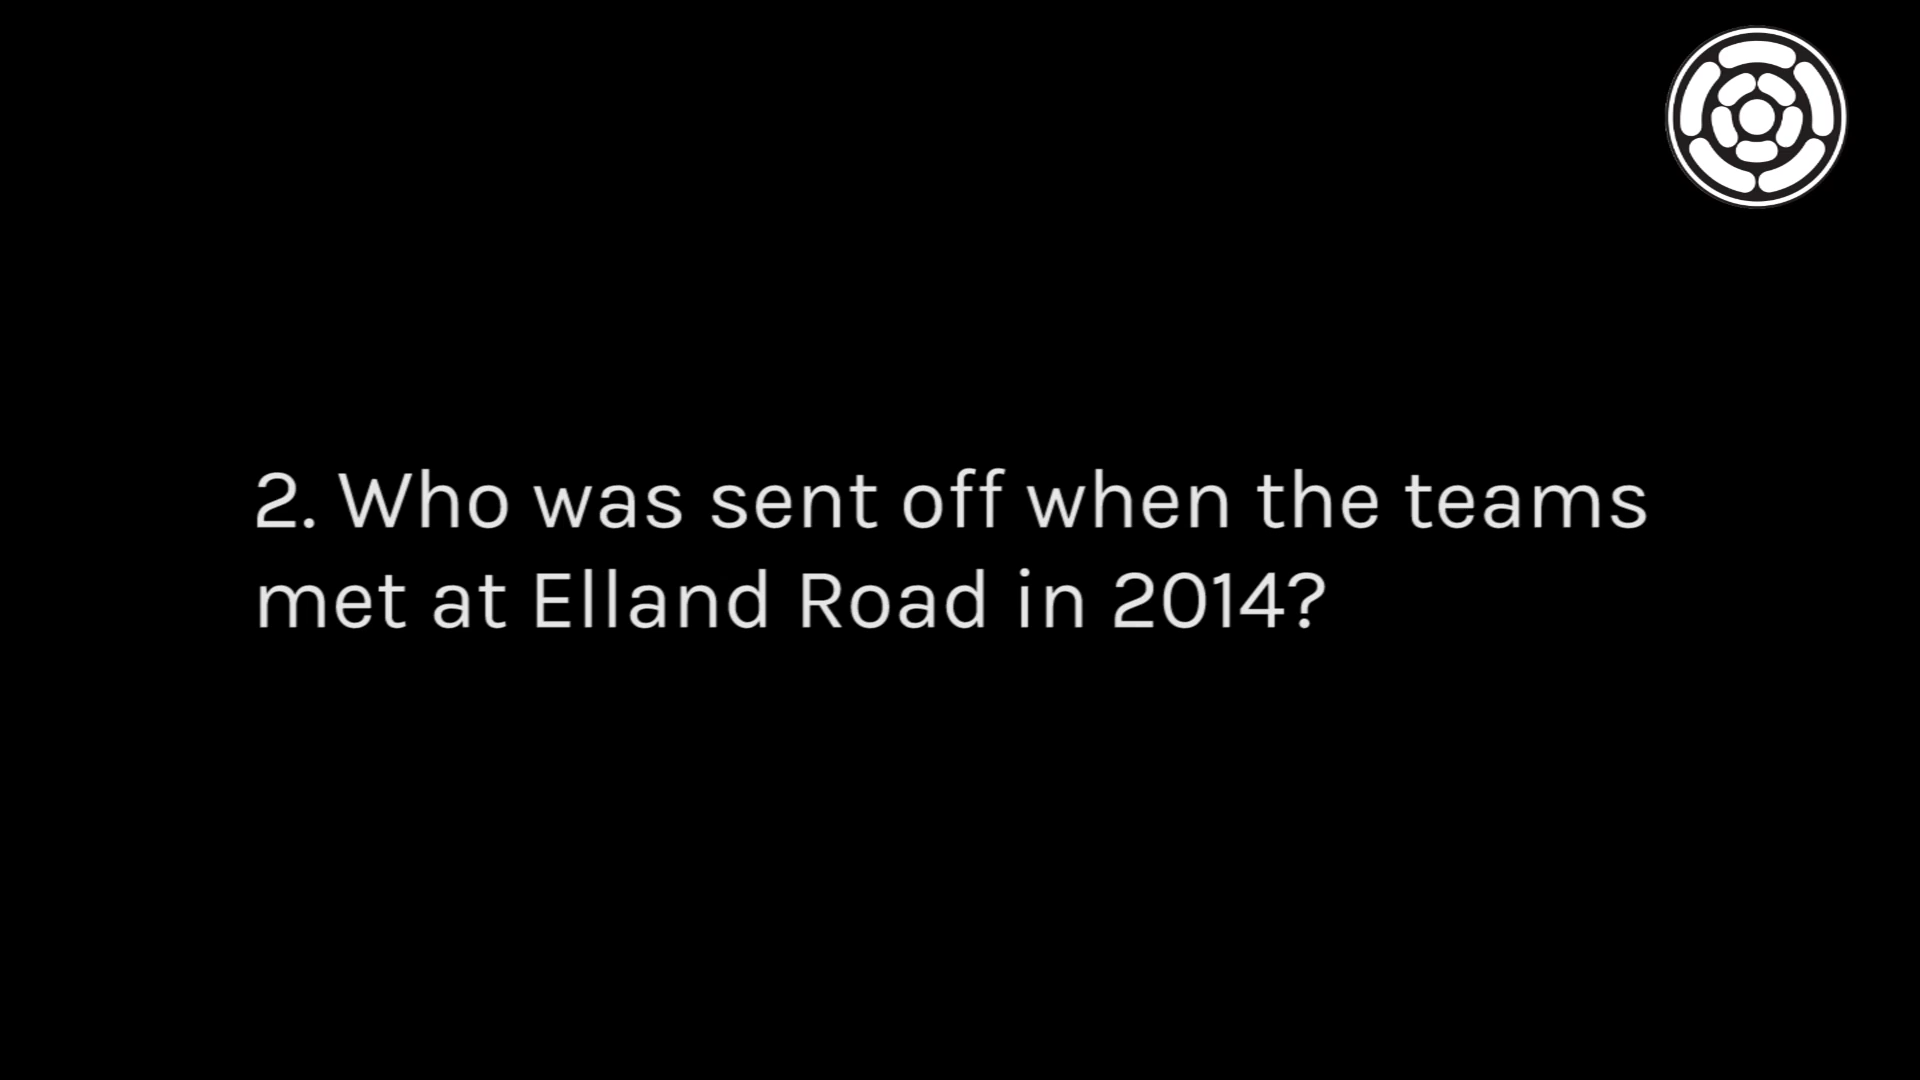 2. Who was sent off when the teams
met at Elland Road in 2014?